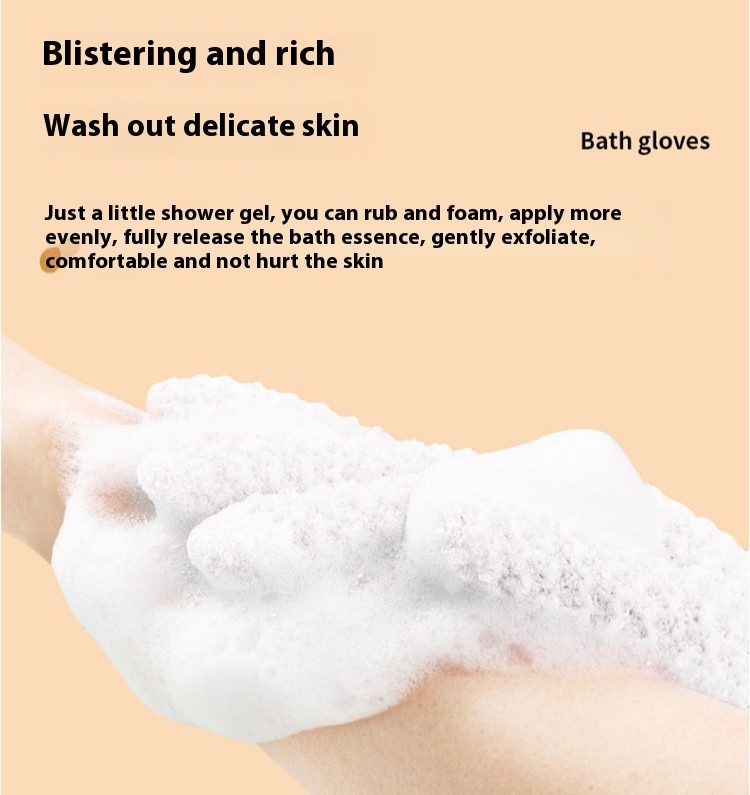 Blistering and rich
Wash out delicate skin
Bath gloves
Just a little shower gel, you can rub and foam, apply more
evenly, fully release the bath essence, gently exfoliate,
comfortable and not hurt the skin